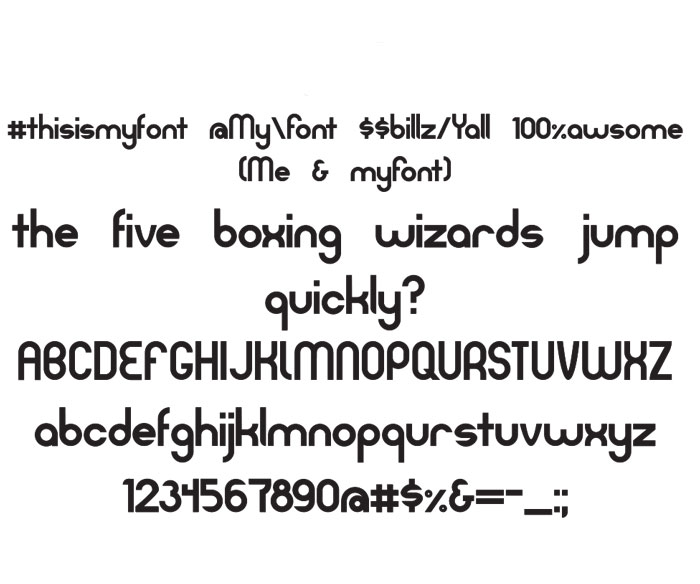 #thisismyfont @My\font $$billz/Yall 100%awsome
(Me & myfont)
the five boxing wizards jump
quickly?
ABCDEFGHIJKLMNOPQURSTUVWXZ
abcdefghijklmnopqurstuvwxyz
1234567890@#$%&=-_:;